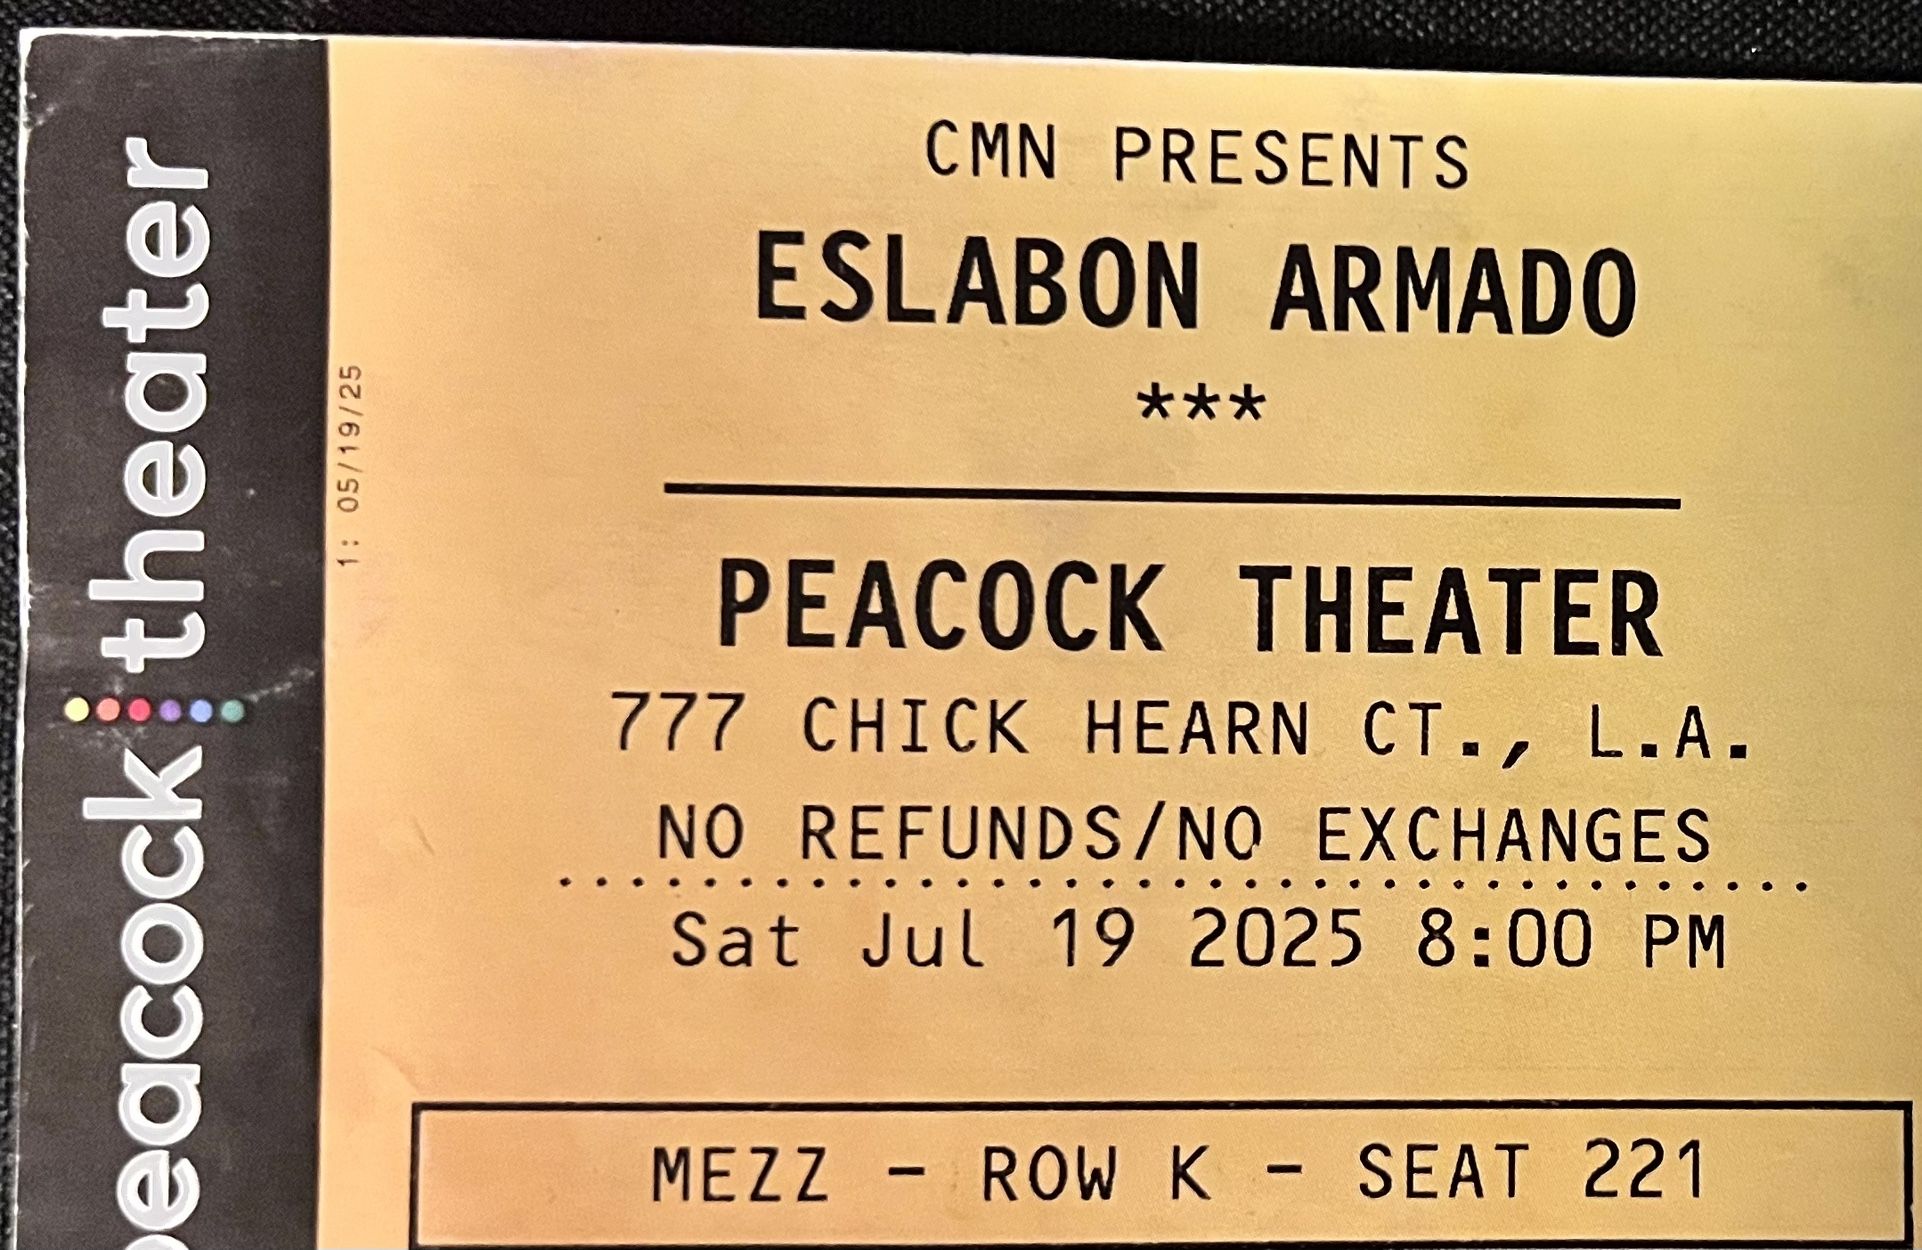 peacock theater
1: 05/19/25
CMN PRESENTS
ESLABON ARMADO
***
PEACOCK THEATER
777 CHICK HEARN CT., L.A.
NO REFUNDS/NO EXCHANGES
Sat Jul 19 2025 8:00 PM
MEZZ - ROW K - SEAT 221